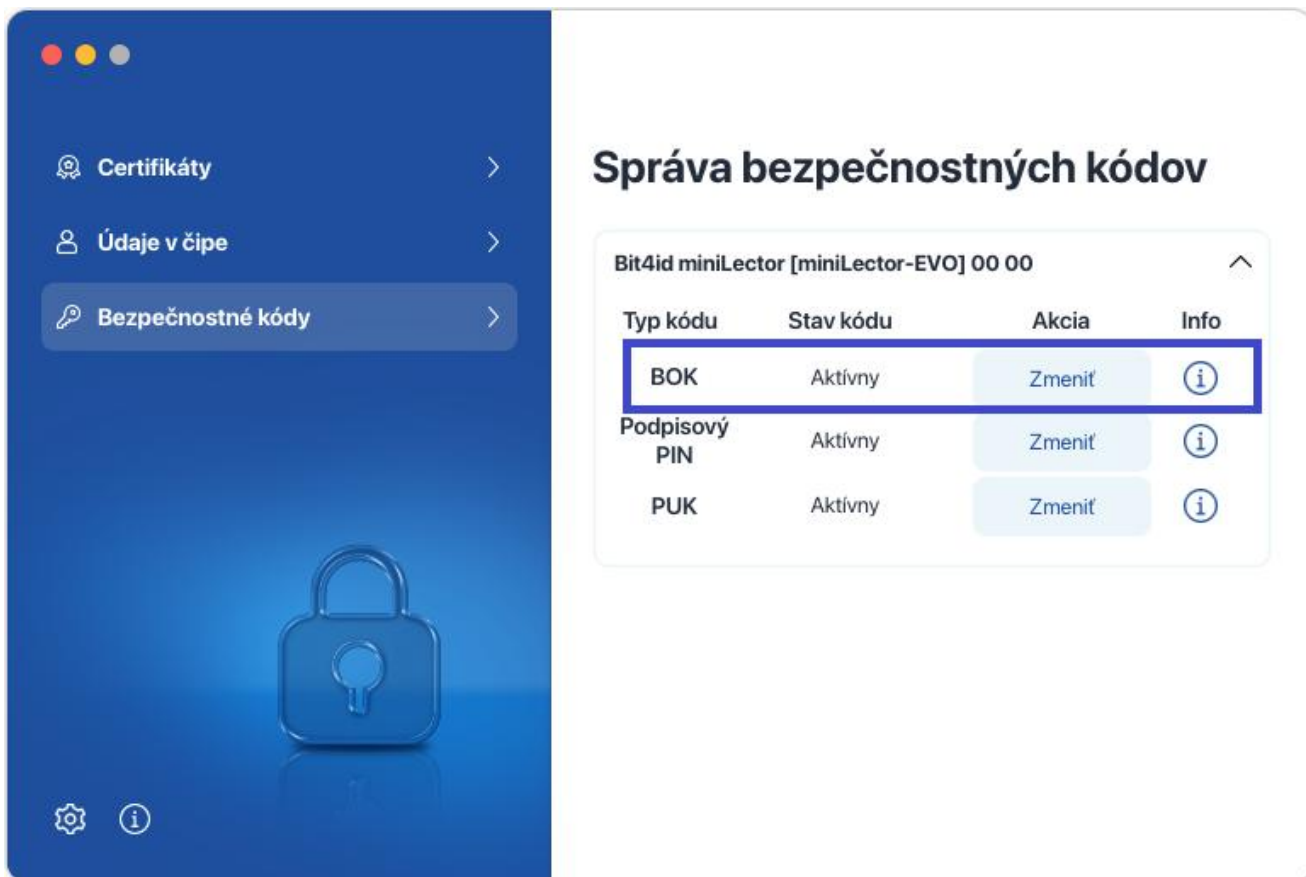 Certifikáty
Údaje v čipe
Bezpečnostné kódy
Správa bezpečnostných kódov
Bit4id miniLector [miniLector-EVO] 00 00
Typ kódu Stav kódu Akcia Info
BOK Aktívny Zmeniť
Podpisový
PIN Aktívny Zmeniť
PUK Aktívny Zmeniť